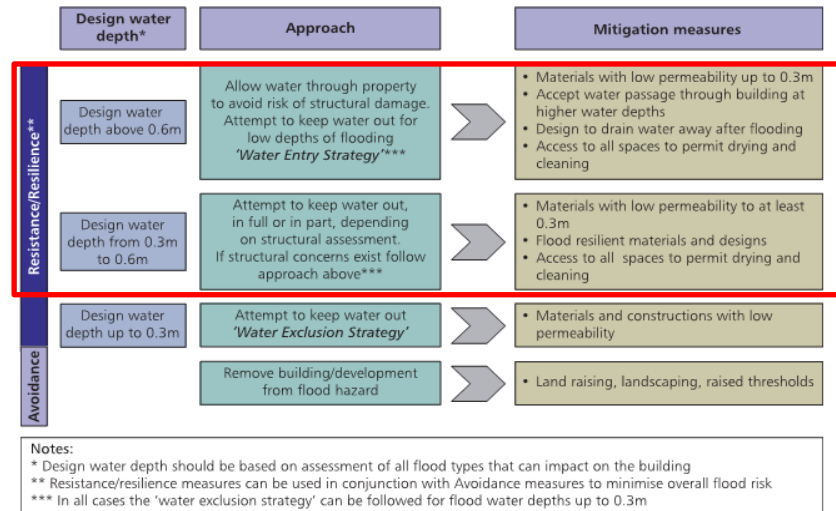 Design water
depth*
Approach
Mitigation measures
Resistance/Resilience**
Design water
depth above 0.6m
Allow water through property
to avoid risk of structural damage.
Attempt to keep water out for
low depths of flooding
'Water Entry Strategy'***
• Materials with low permeability up to 0.3m
• Accept water passage through building at
higher water depths
• Design to drain water away after flooding
• Access to all spaces to permit drying and
cleaning
Design water
depth from 0.3m
to 0.6m
Attempt to keep water out,
in full or in part, depending
on structural assessment.
If structural concerns exist follow
approach above***
• Materials with low permeability to at least
0.3m
• Flood resilient materials and designs
• Access to all spaces to permit drying and
cleaning
Design water
depth up to 0.3m
Attempt to keep water out
'Water Exclusion Strategy'
• Materials and constructions with low
permeability
Avoidance
Remove building/development
from flood hazard
• Land raising, landscaping, raised thresholds
Notes:
* Design water depth should be based on assessment of all flood types that can impact on the building
** Resistance/resilience measures can be used in conjunction with Avoidance measures to minimise overall flood risk
*** In all cases the 'water exclusion strategy' can be followed for flood water depths up to 0.3m